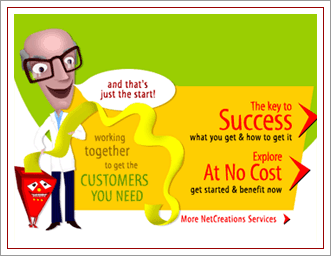 and that's
just the start!
working
together
to get the
CUSTOMERS
YOU NEED
The key to
Success
what you get & how to get it
Explore
At No Cost
get started & benefit now
More NetCreations Services